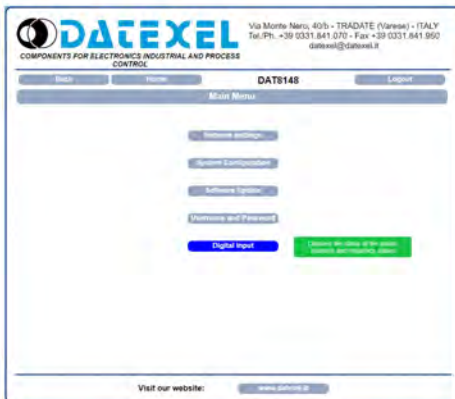 DATEXEL
Via Monte Nero, 40/b - TRADATE (Varese) - ITALY
Tel./Ph. +39 0331.841.070 - Fax +39 0331.841.950
datexel@datexel.it
COMPONENTS FOR ELECTRONICS INDUSTRIAL AND PROCESS
CONTROL
Back
Home
DAT8148
Logout
Main Menu
Network settings
System Configuration
Software Update
Username and Password
Digital Input
Visit our website:
www.datexel.it